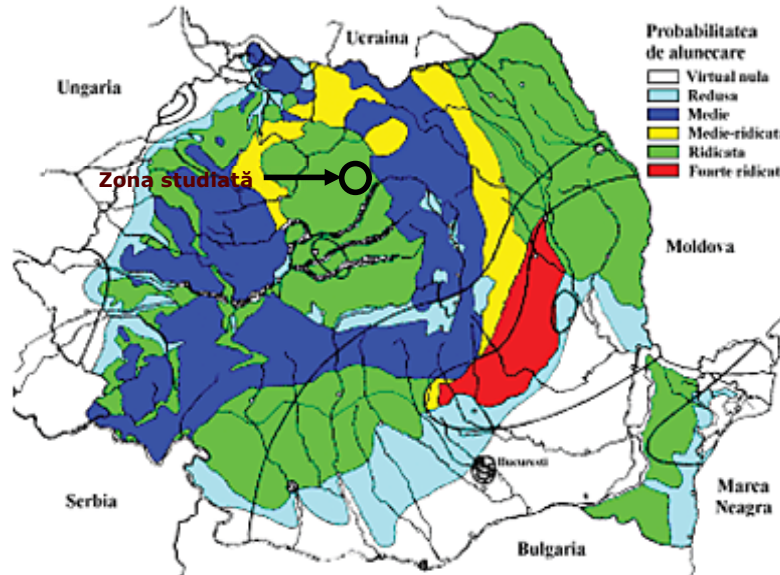 Ucraina
Ungaria
Probabilitatea
de alunecare
Virtual nula
Redusa
Medie
Medie-ridicat
Ridicata
Foarte ridicat
Zona studiată
Moldova
Bucuresti
Serbia
Marea
Neagra
Bulgaria